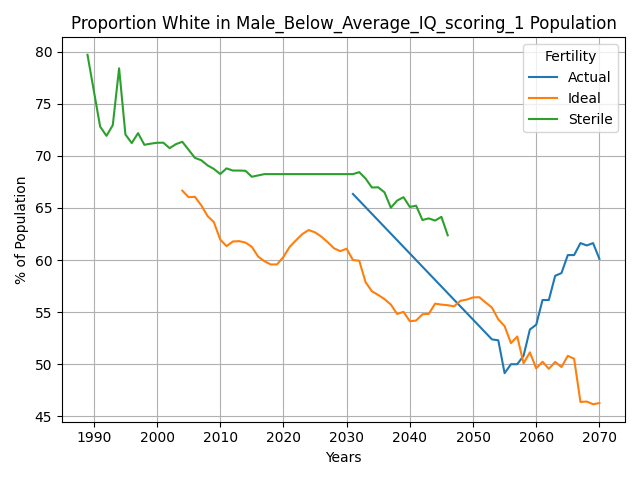 Proportion White in Male_Below_Average_IQ_scoring_1 Population
Fertility
Actual
Ideal
Sterile
% of Population
80
75
70
65
60
55
50
45
1990 2000 2010 2020 2030 2040 2050 2060 2070
Years